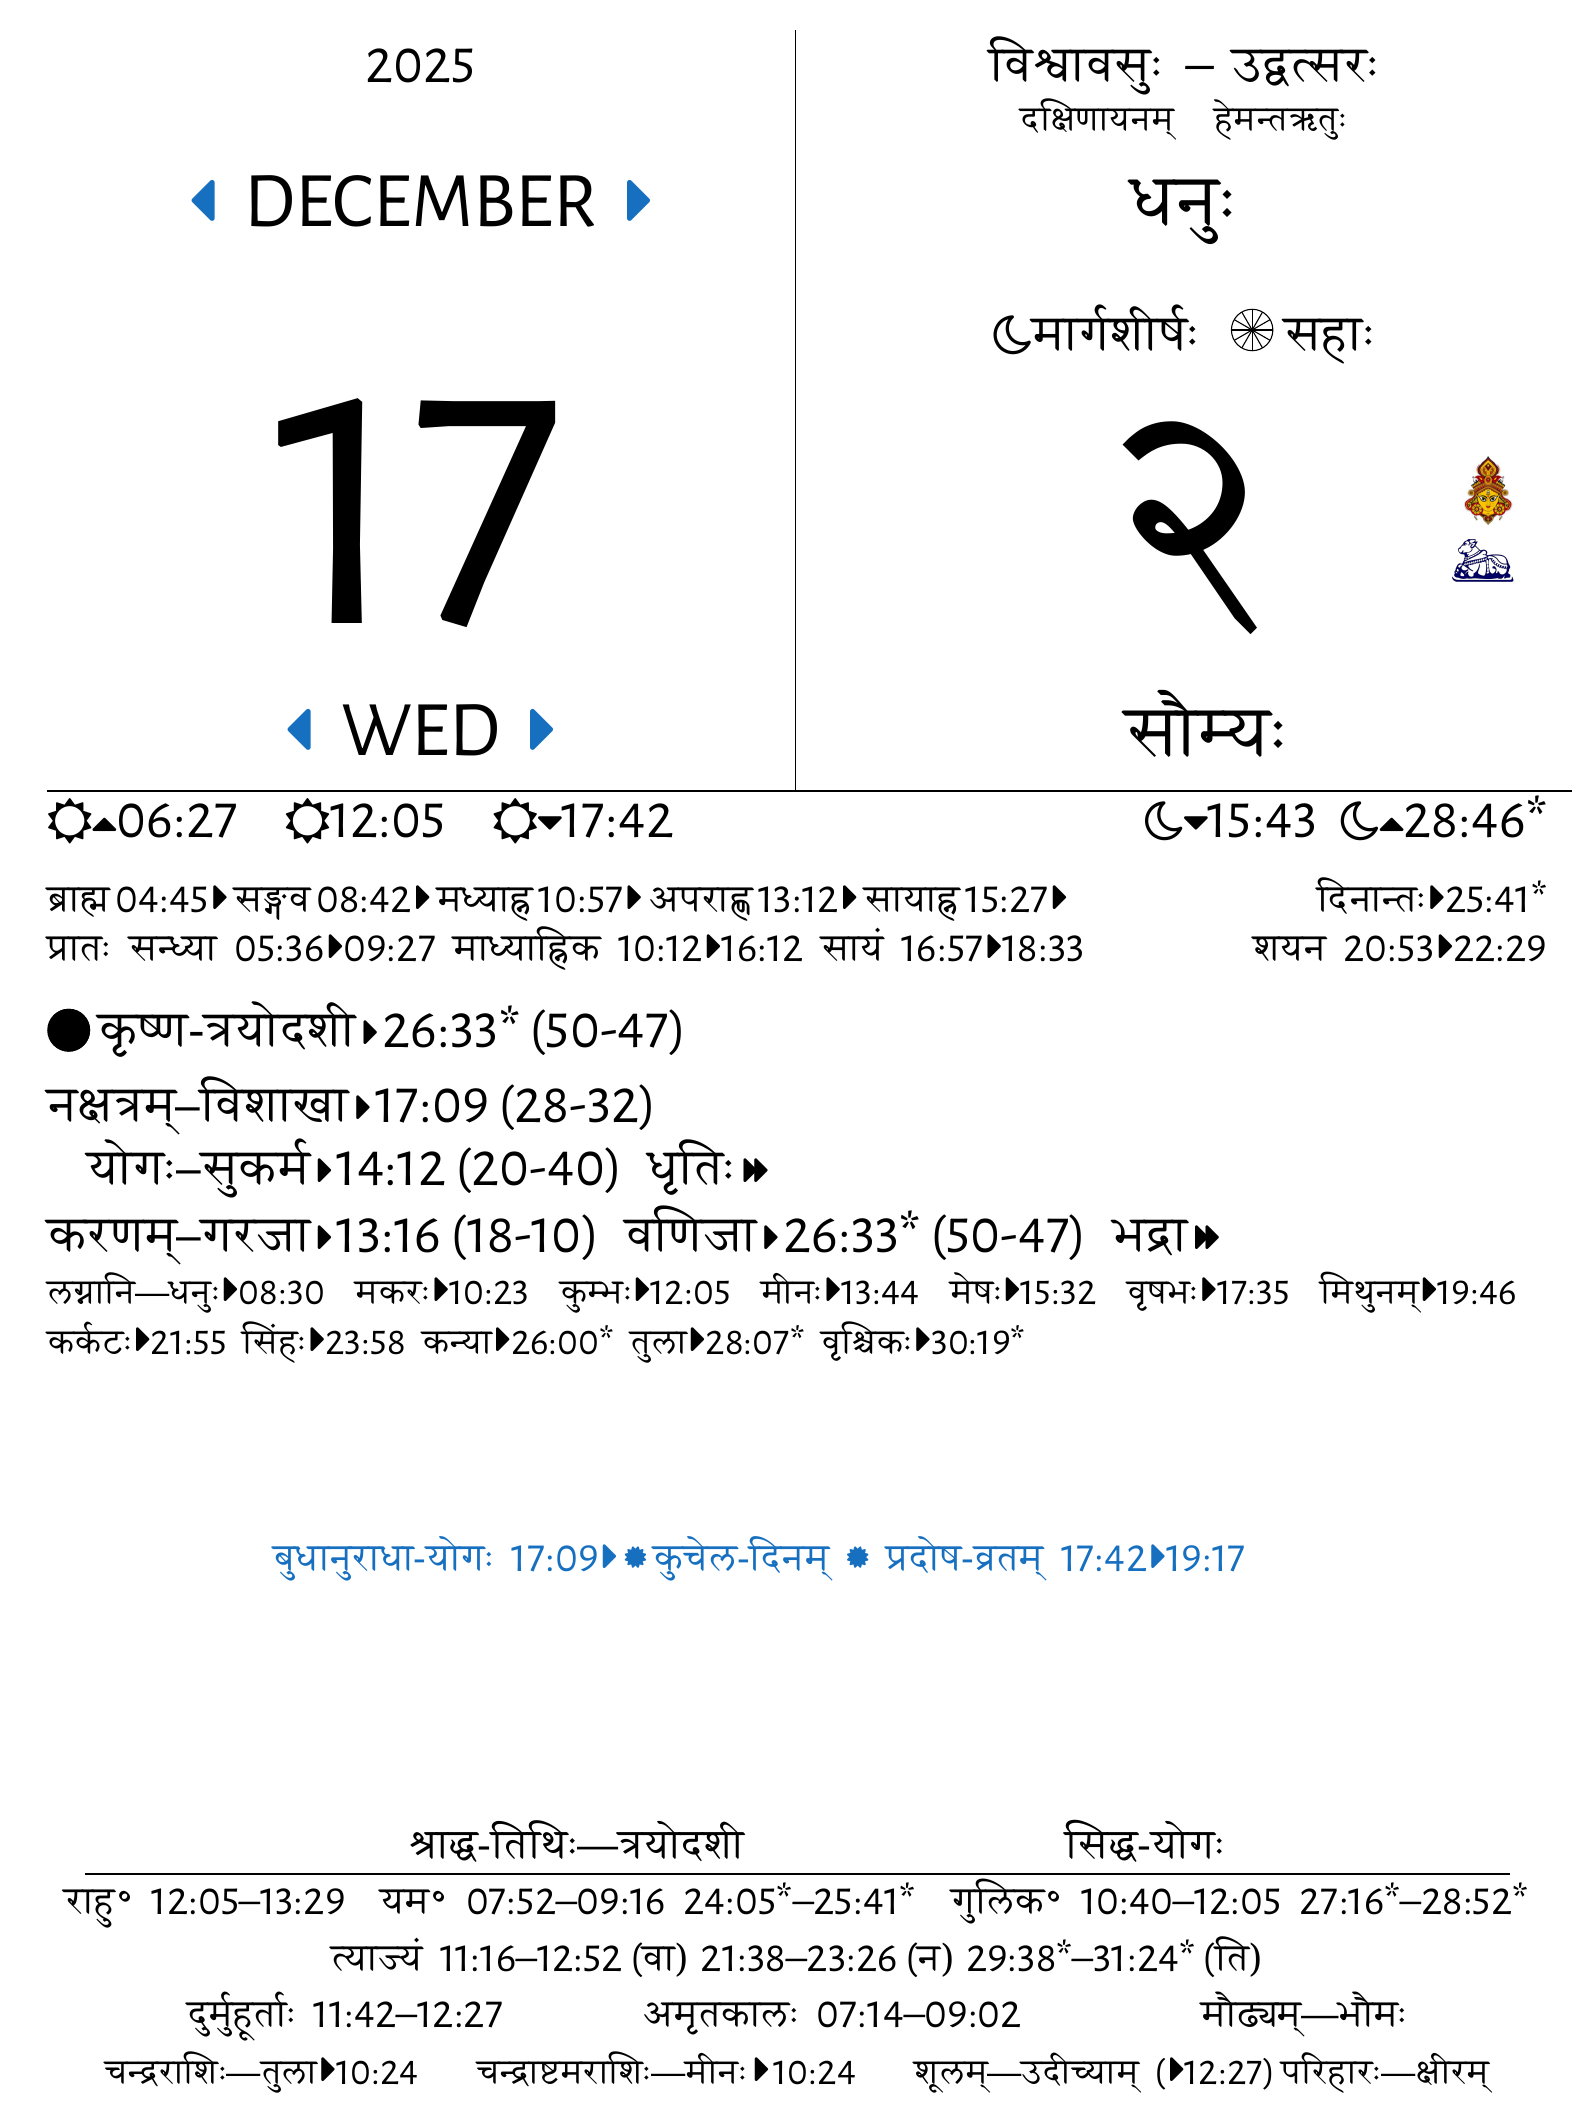 2025
DECEMBER
17
WED
विश्वावसुः – उद्वत्सरः
दक्षिणायनम् हेमन्तऋतुः
धनुः
मार्गशीर्षः सहाः
२
सौम्यः
06:27 12:05 17:42 15:43 28:46*
ब्राह्म 04:45 सङ्गव 08:42 मध्याह्न 10:57 अपराह्ण 13:12 सायाह्न 15:27 दिनान्तः 25:41*
प्रातः सन्ध्या 05:36 09:27 माध्याह्निक 10:12 16:12 सायं 16:57 18:33 शयन 20:53 22:29
कृष्ण-त्रयोदशी 26:33* (50-47)
नक्षत्रम्–विशाखा 17:09 (28-32)
योगः–सुकर्म 14:12 (20-40) धृतिः
करणम्–गरजा 13:16 (18-10) वणिजा 26:33* (50-47) भद्रा
लग्नानि—धनुः 08:30 मकरः 10:23 कुम्भः 12:05 मीनः 13:44 मेषः 15:32 वृषभः 17:35 मिथुनम् 19:46
कर्कटः 21:55 सिंहः 23:58 कन्या 26:00* तुला 28:07* वृश्चिकः 30:19*
बुधानुराधा-योगः 17:09 कुचेल-दिनम् प्रदोष-व्रतम् 17:42 19:17
श्राद्ध-तिथिः—त्रयोदशी सिद्ध-योगः
राहु॰ 12:05–13:29 यम॰ 07:52–09:16 24:05*–25:41* गुलिक॰ 10:40–12:05 27:16*–28:52*
त्याज्यं 11:16–12:52 (वा) 21:38–23:26 (न) 29:38*–31:24* (ति)
दुर्मुहूर्ताः 11:42–12:27 अमृतकालः 07:14–09:02 मौढ्यम्—भौमः
चन्द्रराशिः—तुला 10:24 चन्द्राष्टमराशिः—मीनः 10:24 शूलम्—उदीच्याम् (12:27) परिहारः—क्षीरम्